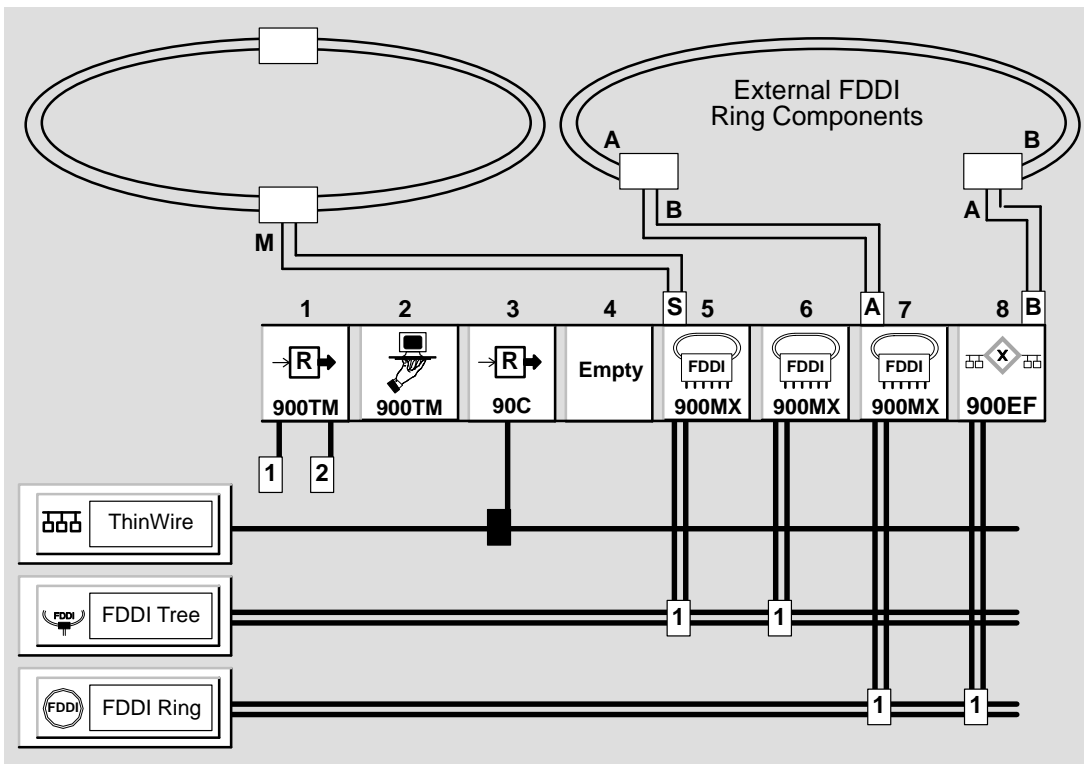 External FDDI
Ring Components
A
B
B
A
M
1 2 3 4 S 5 6 A 7 8 B
R
R
Empty
FDDI
FDDI
FDDI
X
900TM 900TM 90C 900MX 900MX 900MX 900EF
1 2
ThinWire
FDDI
FDDI Tree
1 1
FDDI
FDDI Ring
1 1